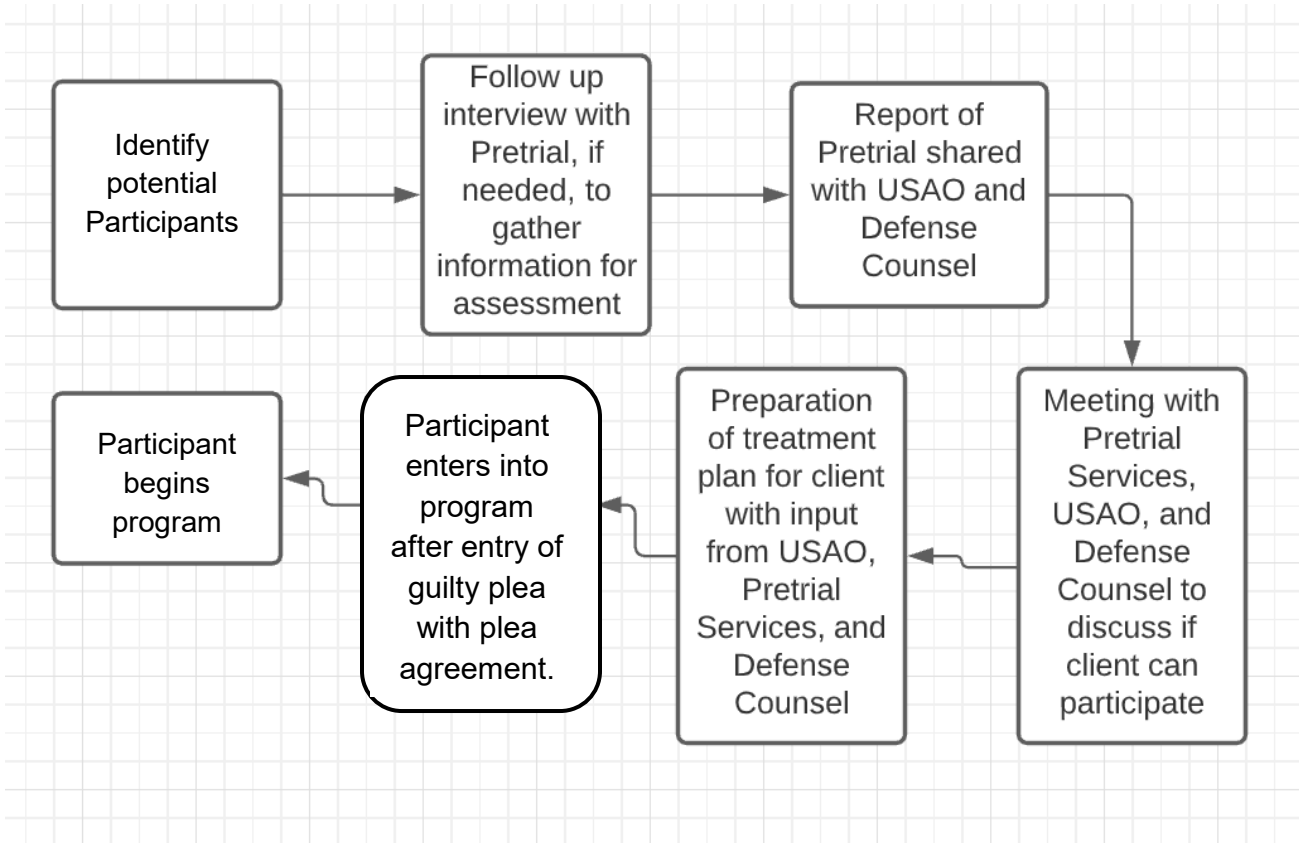 Identify
potential
Participants
Follow up
interview with
Pretrial, if
needed, to
gather
information for
assessment
Report of
Pretrial shared
with USAO and
Defense
Counsel
Meeting with
Pretrial
Services,
USAO, and
Defense
Counsel to
discuss if
client can
participate
Preparation
of treatment
plan for client
with input
from USAO,
Pretrial
Services, and
Defense
Counsel
Participant
enters into
program
after entry of
guilty plea
with plea
agreement.
Participant
begins
program